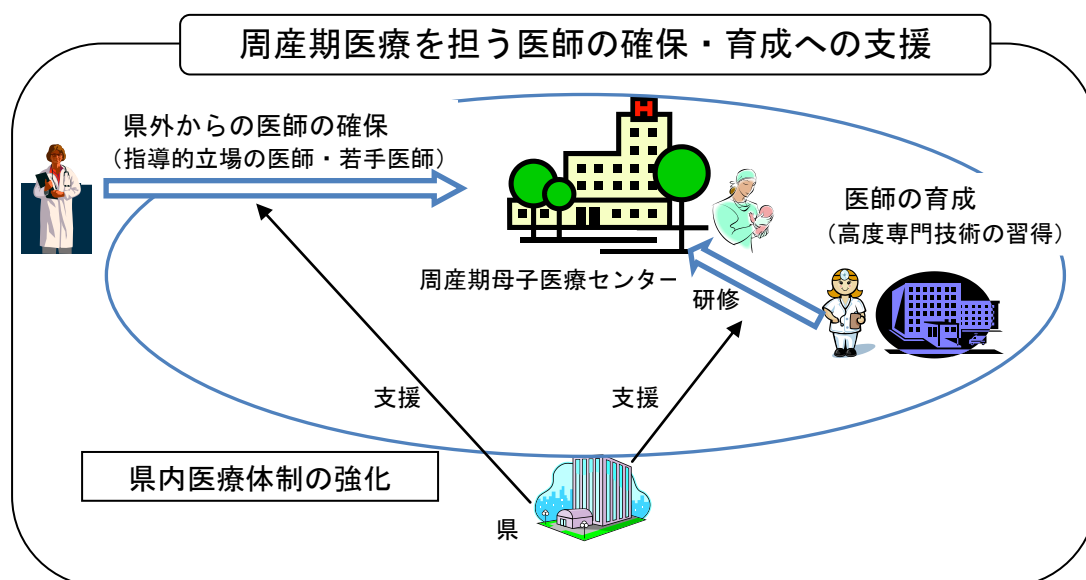 周産期医療を担う医師の確保・育成への支援
県外からの医師の確保
（指導的立場の医師・若手医師）
H
医師の育成
（高度専門技術の習得）
周産期母子医療センター
研修
支援
支援
県内医療体制の強化
県